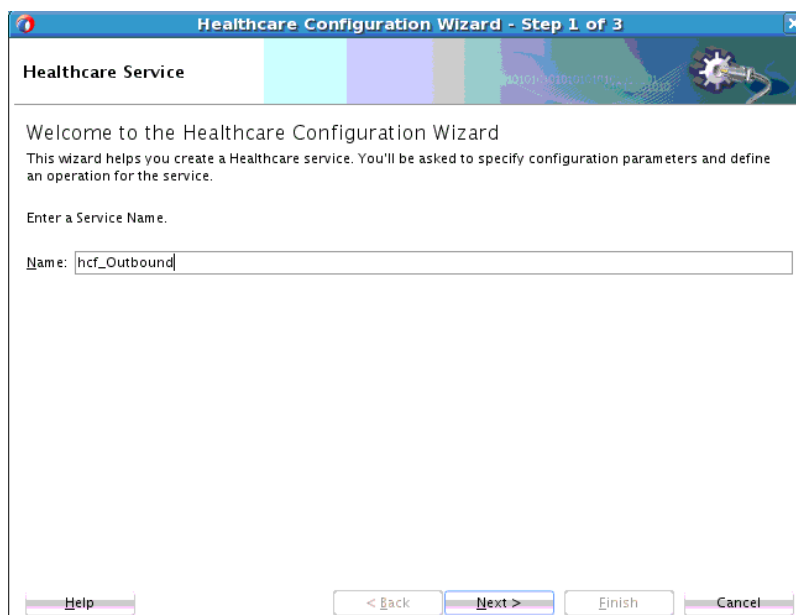 Healthcare Configuration Wizard - Step 1 of 3
Healthcare Service
Welcome to the Healthcare Configuration Wizard
This wizard helps you create a Healthcare service. You'll be asked to specify configuration parameters and define
an operation for the service.
Enter a Service Name.
Name: hcf_Outbound
Help < Back Next > Finish Cancel